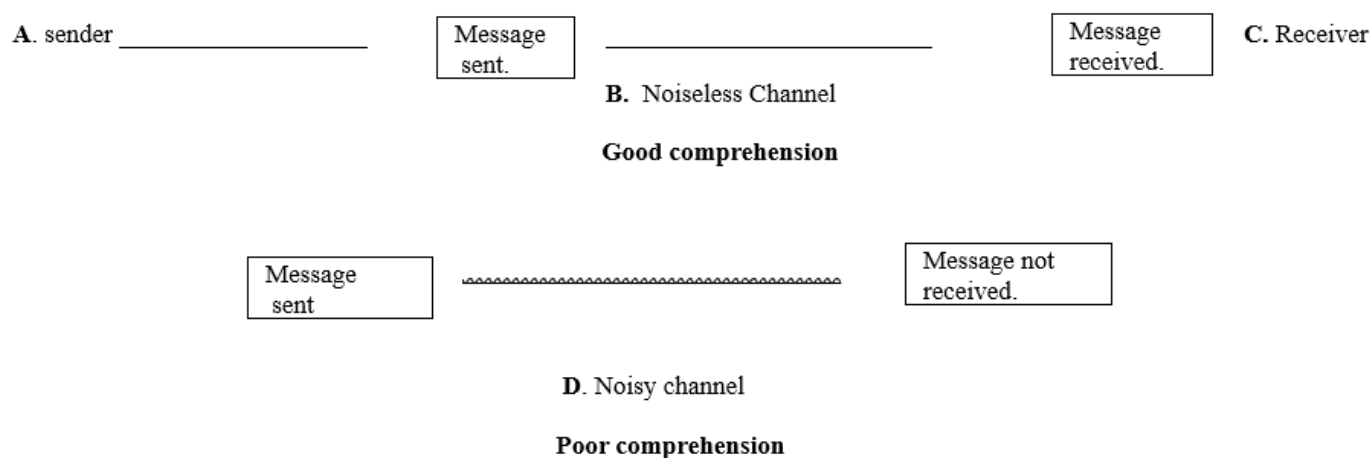 A. sender
Message
sent.
Message
received.
C. Receiver
B. Noiseless Channel
Good comprehension
Message
sent
Message not
received.
D. Noisy channel
Poor comprehension